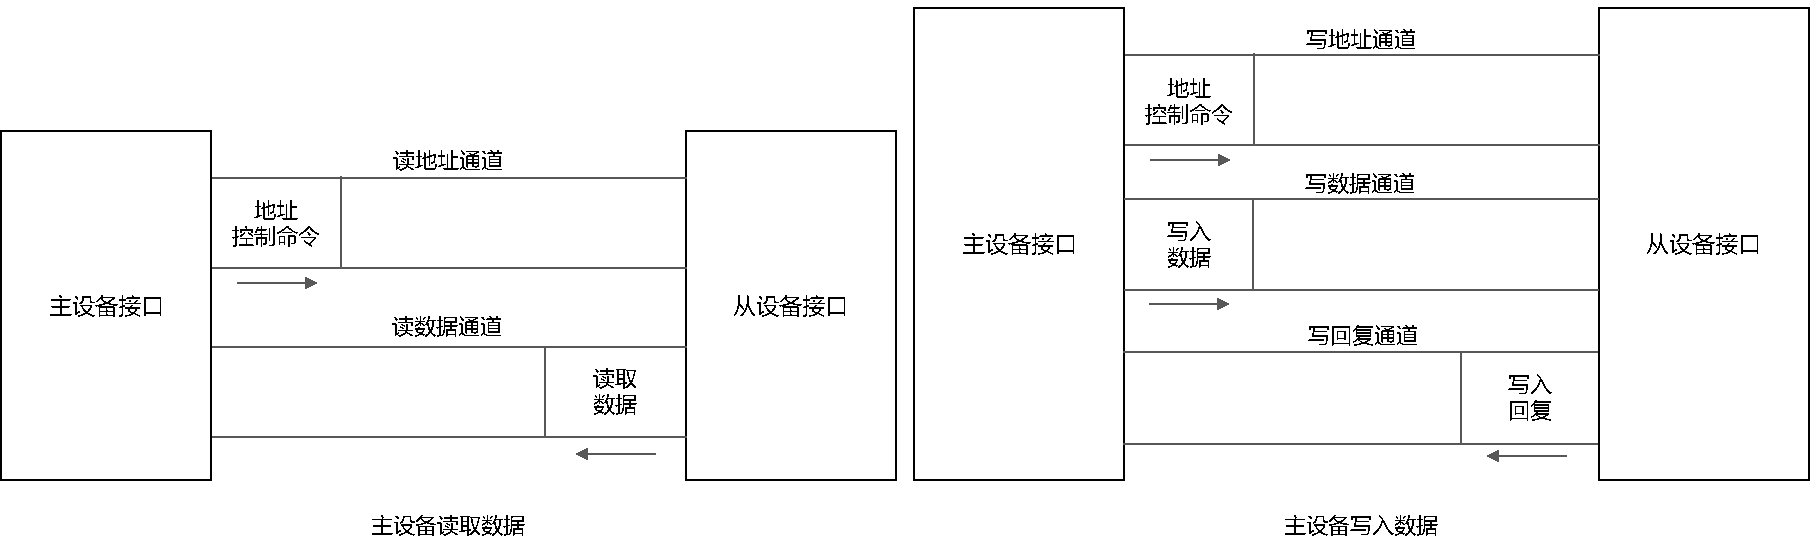 读地址通道
地址
控制命令
主设备接口
从设备接口
读数据通道
读取
数据
主设备读取数据
写地址通道
地址
控制命令
写数据通道
写入
数据
主设备接口
从设备接口
写回复通道
写入
回复
主设备写入数据